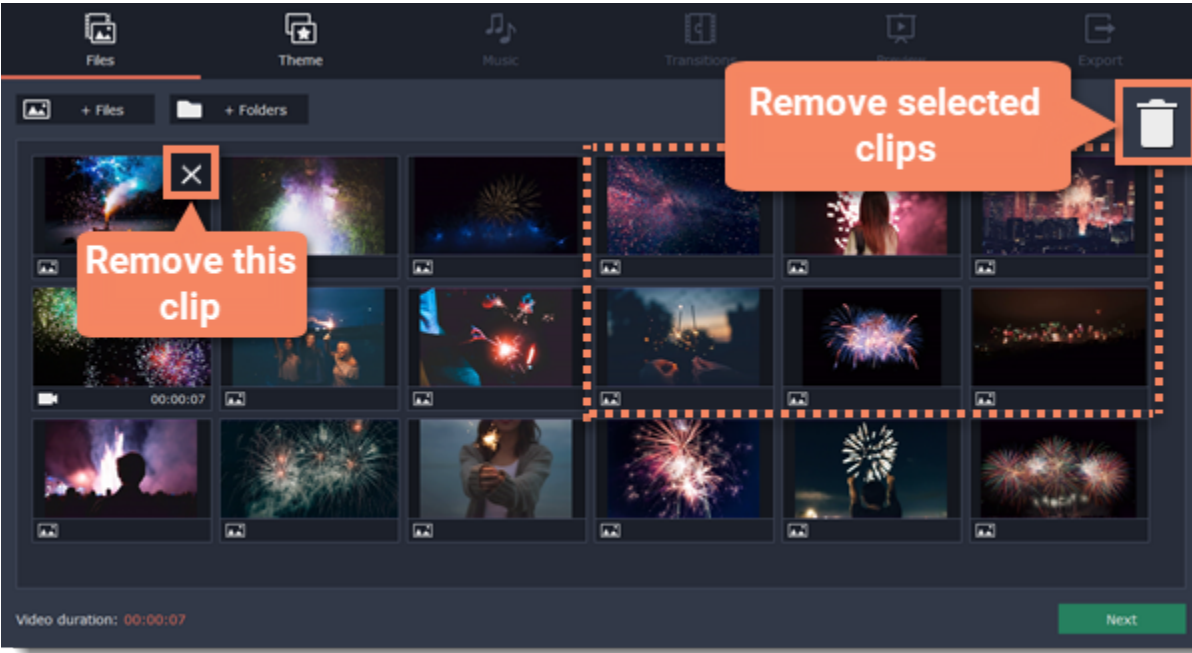 Files
Theme
Music
Transitions
Preview
Export
+ Files
+ Folders
Remove selected
clips
Remove this
clip
00:00:07
Video duration: 00:00:07
Next